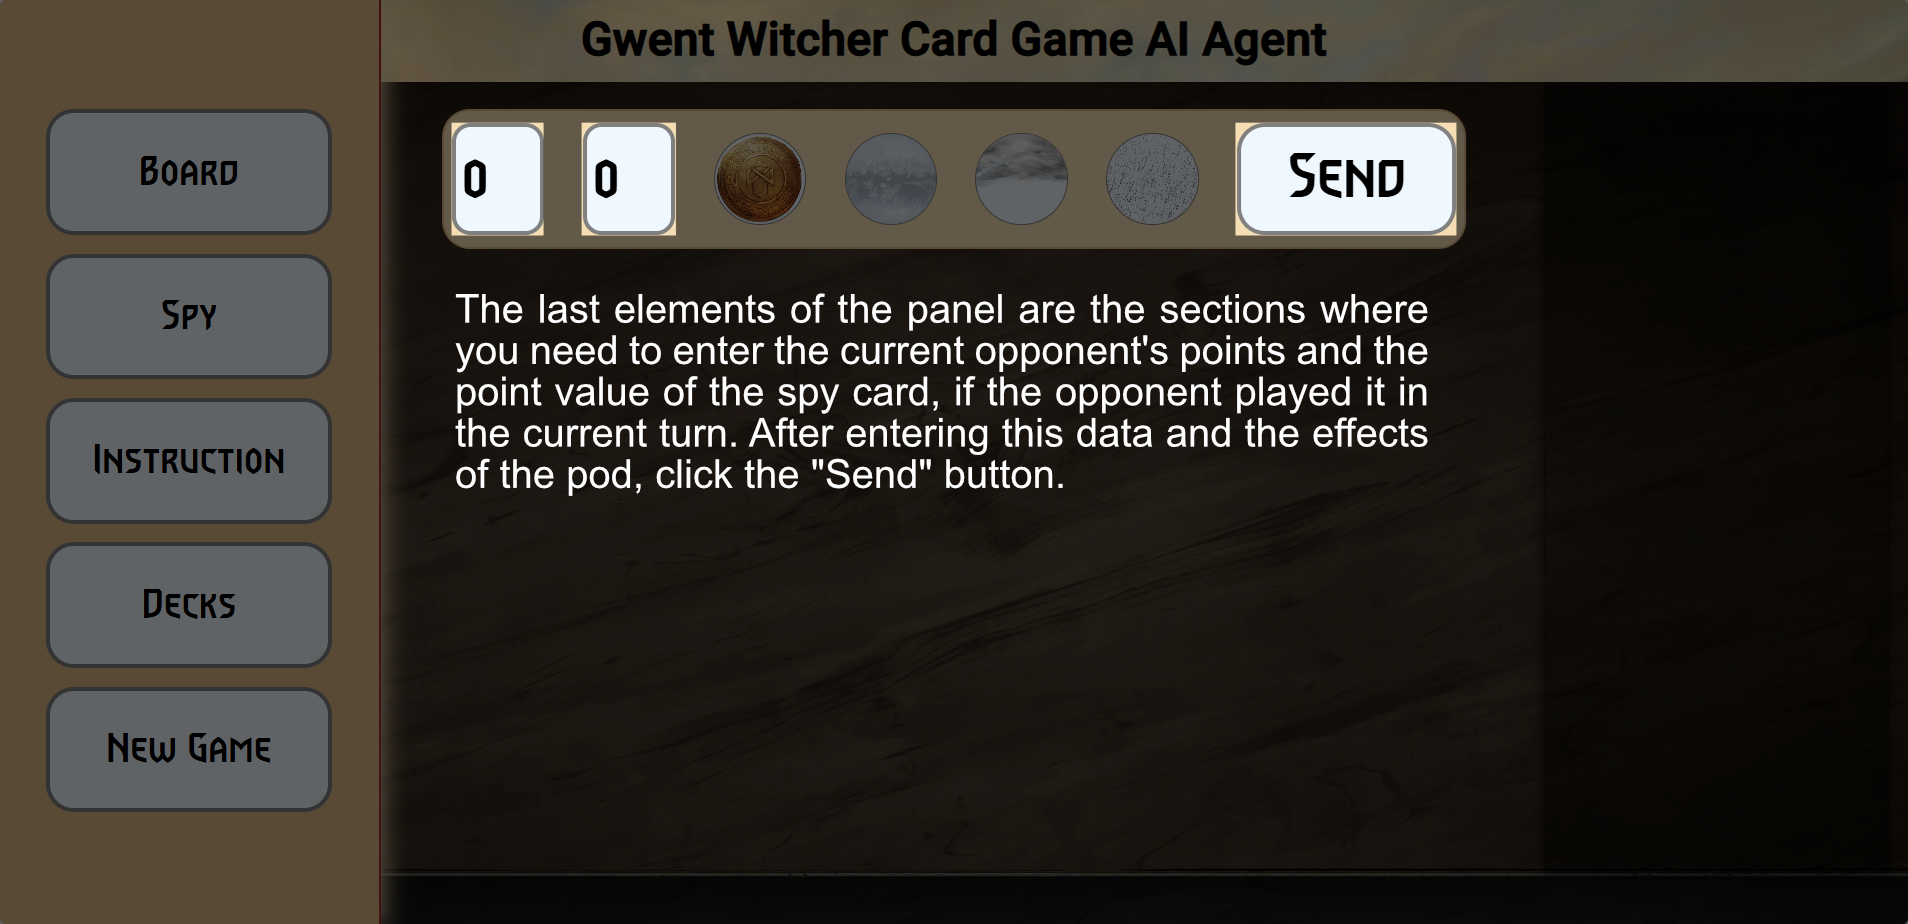 Gwent Witcher Card Game AI Agent
Board
Spy
Instruction
Decks
New Game
0 0 Send
The last elements of the panel are the sections where
you need to enter the current opponent's points and the
point value of the spy card, if the opponent played it in
the current turn. After entering this data and the effects
of the pod, click the "Send" button.